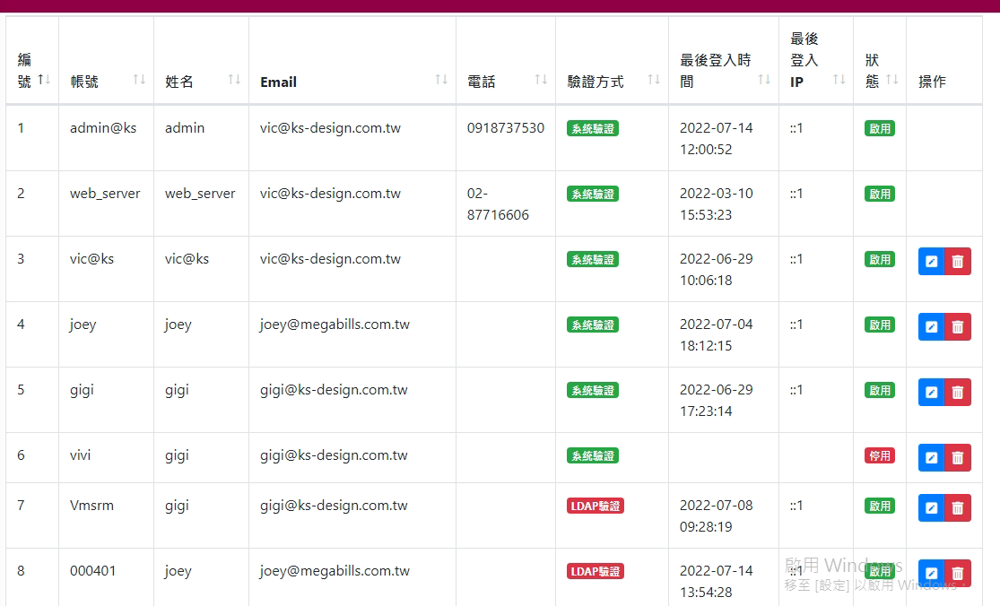 編號 帳號 姓名 Email 電話 驗證方式 最後登入時間 最後登入 IP 狀態 操作
1 admin@ks admin vic@ks-design.com.tw 0918737530 系統驗證 2022-07-14 12:00:52 ::1 啟用
2 web_server web_server vic@ks-design.com.tw 02-87716606 系統驗證 2022-03-10 15:53:23 ::1 啟用
3 vic@ks vic@ks vic@ks-design.com.tw 系統驗證 2022-06-29 10:06:18 ::1 啟用
4 joey joey joey@megabills.com.tw 系統驗證 2022-07-04 18:12:15 ::1 啟用
5 gigi gigi gigi@ks-design.com.tw 系統驗證 2022-06-29 17:23:14 ::1 啟用
6 vivi gigi gigi@ks-design.com.tw 系統驗證 停用
7 Vmsrm gigi gigi@ks-design.com.tw LDAP驗證 2022-07-08 09:28:19 ::1 啟用
8 000401 joey joey@megabills.com.tw LDAP驗證 2022-07-14 13:54:28 ::1 啟用
啟用 Windows
移至 [設定] 以啟用 Windows。